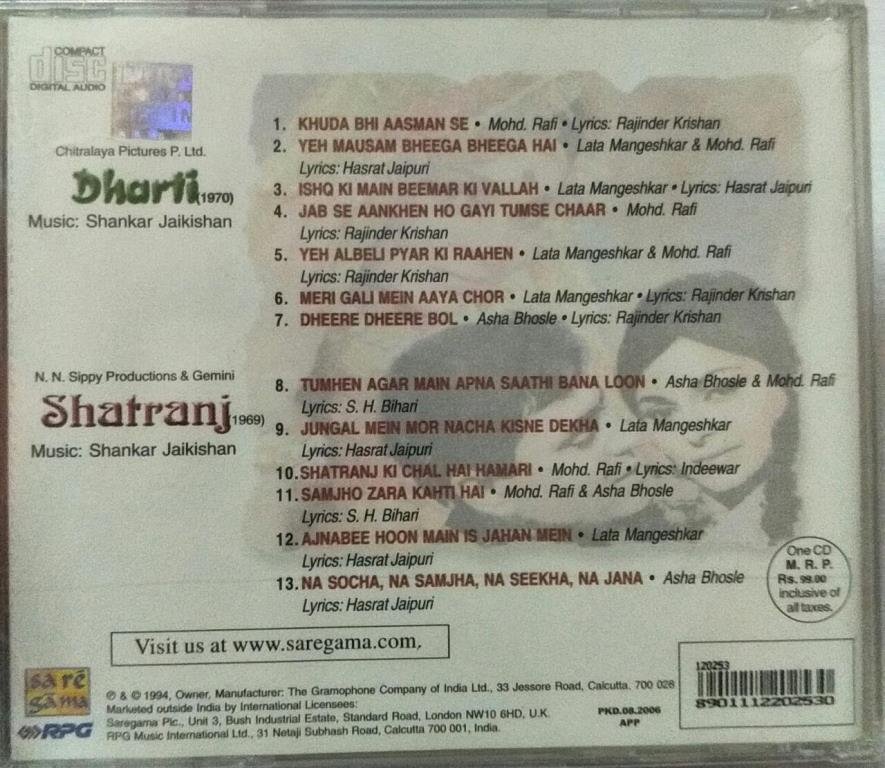 COMPACT
disc
DIGITAL AUDIO
Chitralaya Pictures P. Ltd.
Dharti (1970)
Music: Shankar Jaikishan
1. KHUDA BHI AASMAN SE • Mohd. Rafi • Lyrics: Rajinder Krishan
2. YEH MAUSAM BHEEGA BHEEGA HAI • Lata Mangeshkar & Mohd. Rafi
Lyrics: Hasrat Jaipuri
3. ISHQ KI MAIN BEEMAR KI VALLAH • Lata Mangeshkar • Lyrics: Hasrat Jaipuri
4. JAB SE AANKHEN HO GAYI TUMSE CHAAR • Mohd. Rafi
Lyrics: Rajinder Krishan
5. YEH ALBELI PYAR KI RAAHEN • Lata Mangeshkar & Mohd. Rafi
Lyrics: Rajinder Krishan
6. MERI GALI MEIN AAYA CHOR • Lata Mangeshkar • Lyrics: Rajinder Krishan
7. DHEERE DHEERE BOL • Asha Bhosle • Lyrics: Rajinder Krishan
N. N. Sippy Productions & Gemini
Shatranj 1969)
Music: Shankar Jaikishan
8. TUMHEN AGAR MAIN APNA SAATHI BANA LOON • Asha Bhosle & Mohd. Rafi
Lyrics: S. H. Bihari
9. JUNGAL MEIN MOR NACHA KISNE DEKHA • Lata Mangeshkar
Lyrics: Hasrat Jaipuri
10. SHATRANJ KI CHAL HAI HAMARI • Mohd. Rafi • Lyrics: Indeewar
11. SAMJHO ZARA KAHTI HAI • Mohd. Rafi & Asha Bhosle
Lyrics: S. H. Bihari
12. AJNABEE HOON MAIN IS JAHAN MEIN • Lata Mangeshkar
Lyrics: Hasrat Jaipuri
13. NA SOCHA, NA SAMJHA, NA SEEKHA, NA JANA • Asha Bhosle
Lyrics: Hasrat Jaipuri
One CD
M. R. P.
Rs. 99.00
inclusive of
all taxes.
Visit us at www.saregama.com.
sa re
ga ma
RPG
℗ & © 1994, Owner, Manufacturer: The Gramophone Company of India Ltd., 33 Jessore Road, Calcutta. 700 028
Marketed outside India by International Licensees:
Saregama Plc., Unit 3, Bush Industrial Estate, Standard Road, London NW10 6HD, U.K.
RPG Music International Ltd., 31 Netaji Subhash Road, Calcutta 700 001, India.
PKD.08.2006
APP
120253
8901112202530